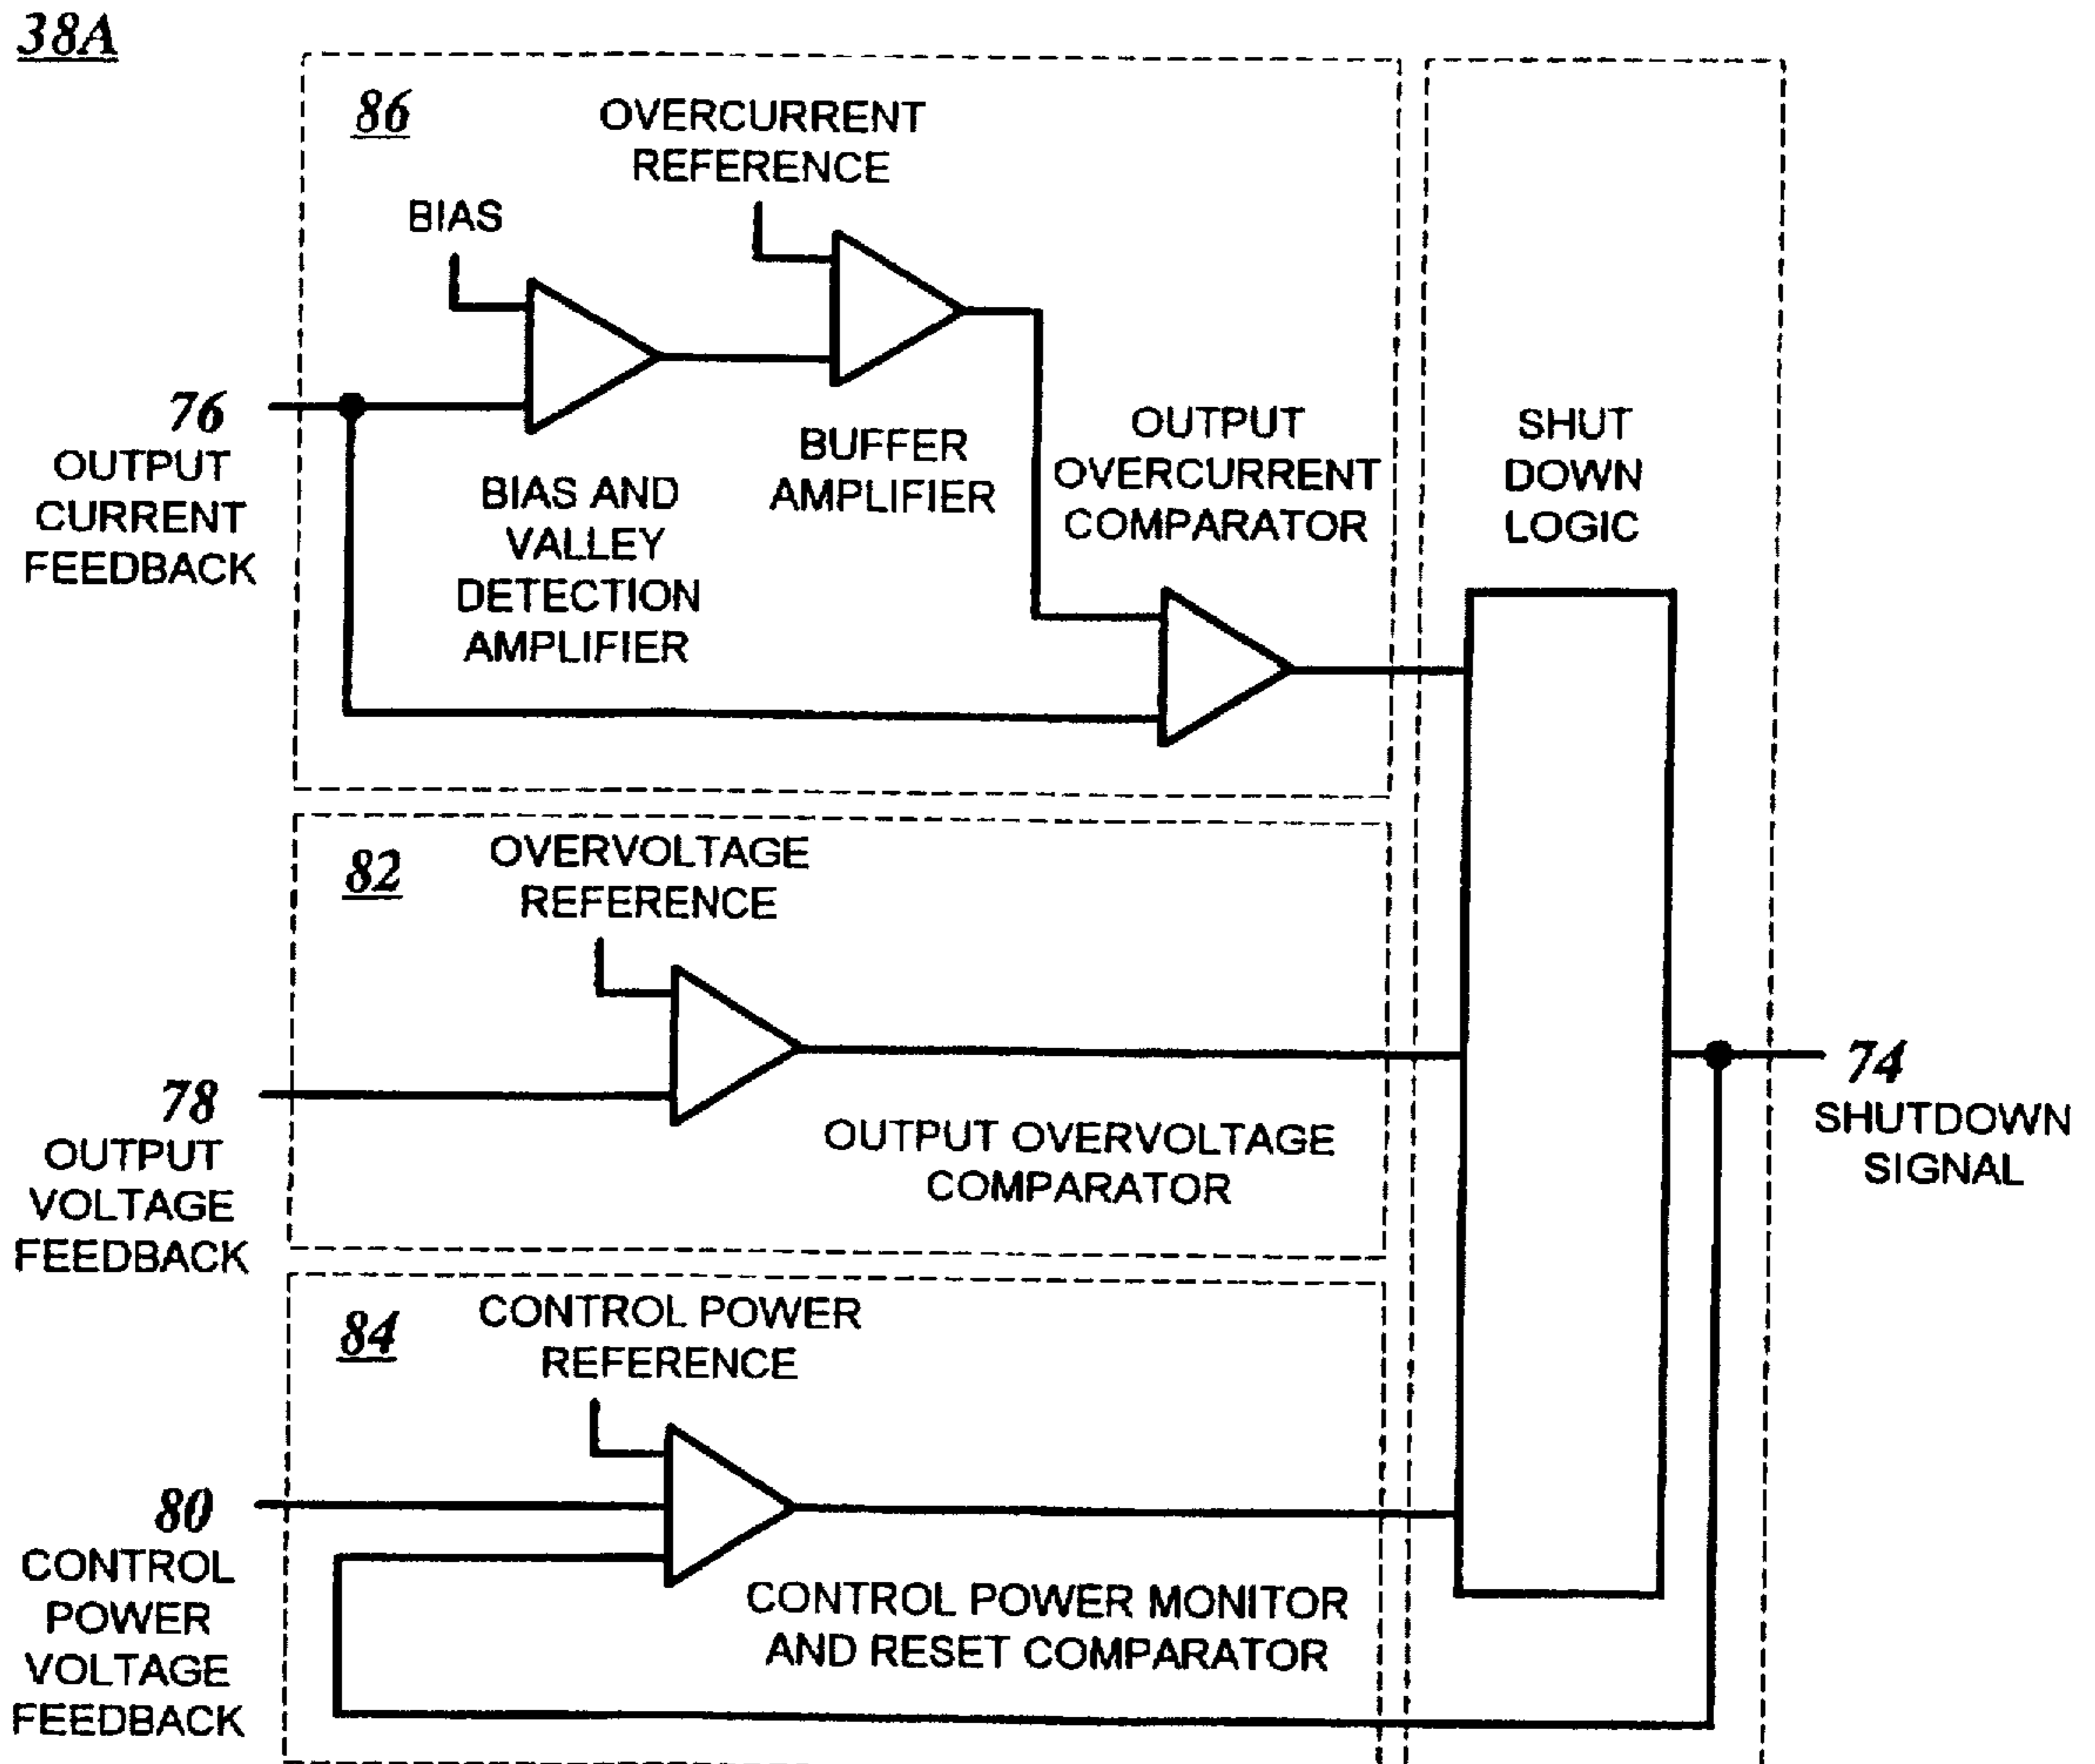 38A
86
OVERCURRENT
REFERENCE
BIAS
76
OUTPUT
CURRENT
FEEDBACK
BIAS AND
VALLEY
DETECTION
AMPLIFIER
BUFFER
AMPLIFIER
OUTPUT
OVERCURRENT
COMPARATOR
SHUT
DOWN
LOGIC
82
OVERVOLTAGE
REFERENCE
78
OUTPUT
VOLTAGE
FEEDBACK
OUTPUT OVERVOLTAGE
COMPARATOR
74
SHUTDOWN
SIGNAL
84
CONTROL POWER
REFERENCE
80
CONTROL
POWER
VOLTAGE
FEEDBACK
CONTROL POWER MONITOR
AND RESET COMPARATOR